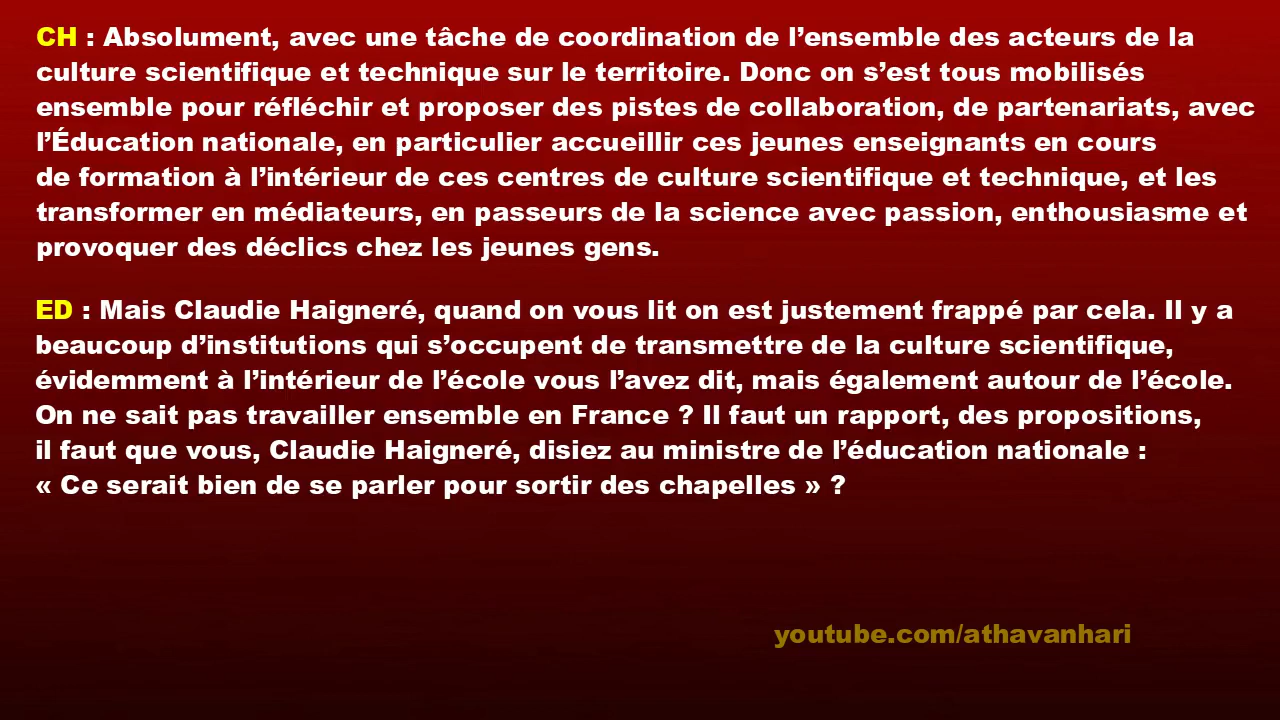 CH : Absolument, avec une tâche de coordination de l’ensemble des acteurs de la
culture scientifique et technique sur le territoire. Donc on s’est tous mobilisés
ensemble pour réfléchir et proposer des pistes de collaboration, de partenariats, avec
l’Éducation nationale, en particulier accueillir ces jeunes enseignants en cours
de formation à l’intérieur de ces centres de culture scientifique et technique, et les
transformer en médiateurs, en passeurs de la science avec passion, enthousiasme et
provoquer des déclics chez les jeunes gens.
ED : Mais Claudie Haigneré, quand on vous lit on est justement frappé par cela. Il y a
beaucoup d’institutions qui s’occupent de transmettre de la culture scientifique,
évidemment à l’intérieur de l’école vous l’avez dit, mais également autour de l’école.
On ne sait pas travailler ensemble en France ? Il faut un rapport, des propositions,
il faut que vous, Claudie Haigneré, disiez au ministre de l’éducation nationale :
« Ce serait bien de se parler pour sortir des chapelles » ?
youtube.com/athavanhari